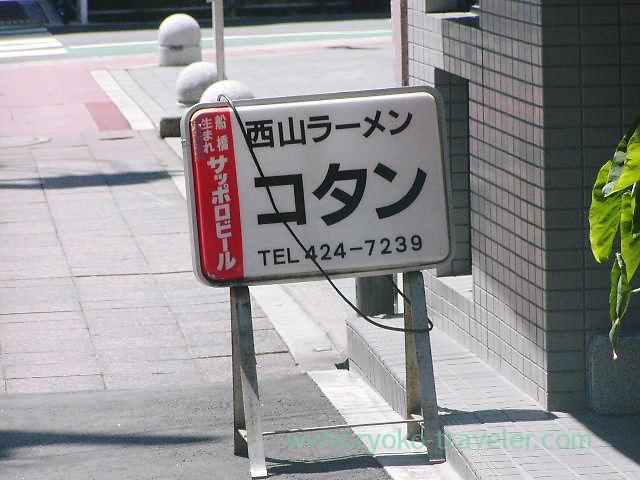 西山ラーメン
コタン
TEL 424-7239
船橋
生まれ
サッポロビール
www.ryoko-traveler.com